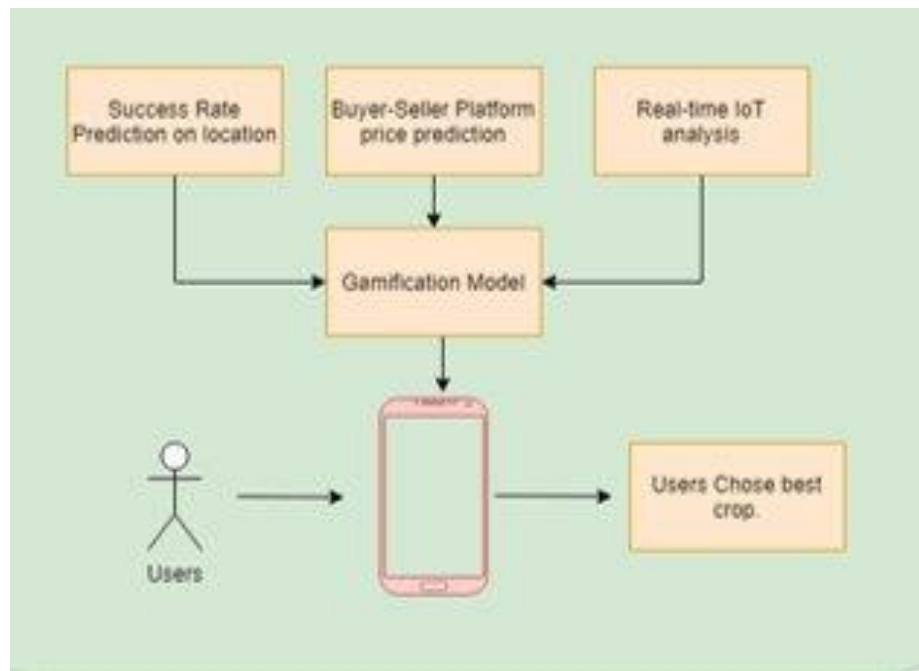 Success Rate
Prediction on location
Buyer-Seller Platform
price prediction
Real-time IoT
analysis
Gamification Model
Users Chose best
crop.
Users